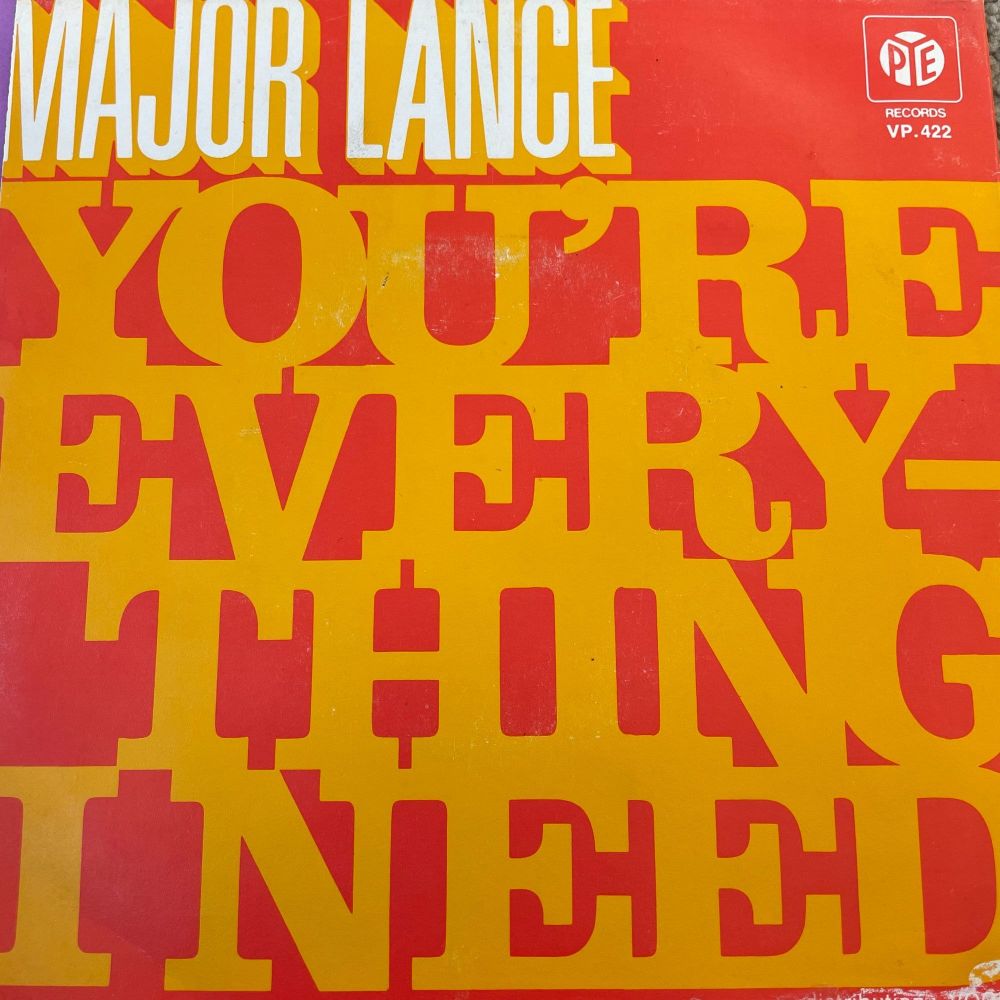 MAJOR LANCE
PYE
RECORDS
VP.422
YOU'RE
EVERY-
THING
I NEED